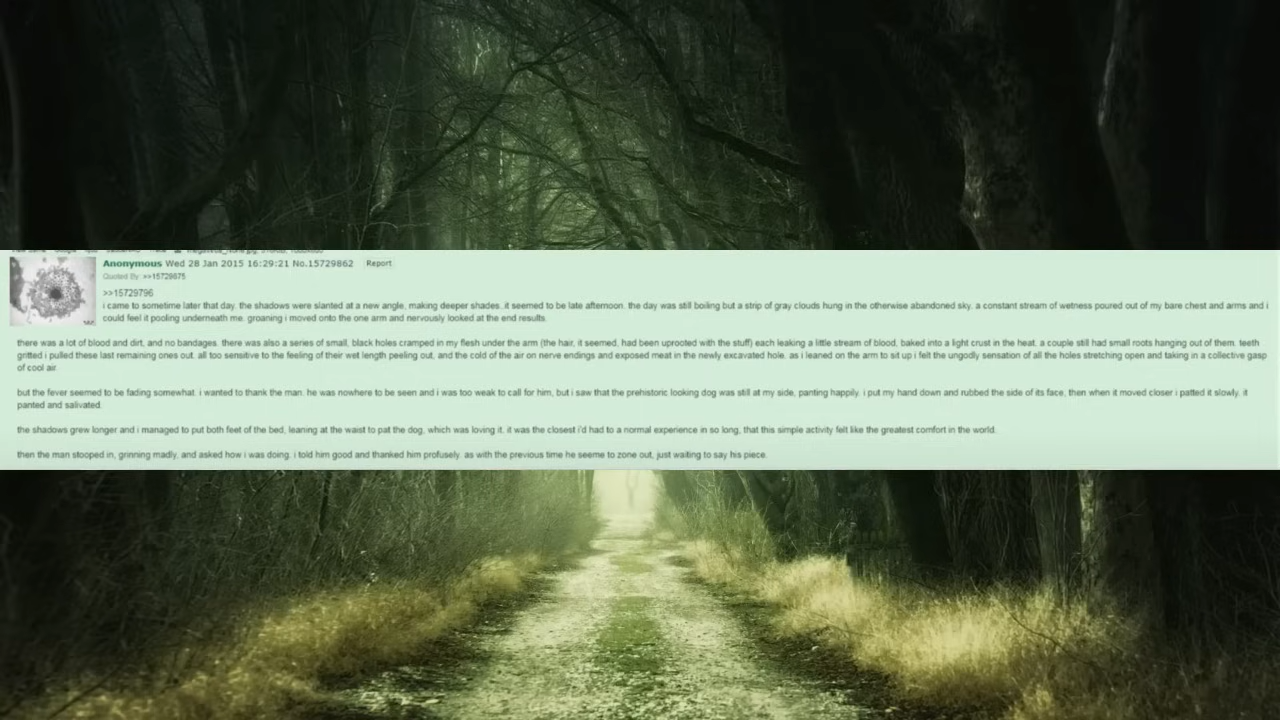 Anonymous Wed 28 Jan 2015 16:29:21 No.15729862 Report
Quoted By: >>15729875
>>15729796
i came to sometime later that day. the shadows were slanted at a new angle, making deeper shades. it seemed to be late afternoon. the day was still boiling but a strip of gray clouds hung in the otherwise abandoned sky. a constant stream of wetness poured out of my bare chest and arms and i
could feel it pooling underneath me. groaning i moved onto the one arm and nervously looked at the end results.
there was a lot of blood and dirt, and no bandages. there was also a series of small, black holes cramped in my flesh under the arm (the hair, it seemed, had been uprooted with the stuff) each leaking a little stream of blood, baked into a light crust in the heat. a couple still had small roots hanging out of them. teeth
gritted i pulled these last remaining ones out. all too sensitive to the feeling of their wet length peeling out, and the cold of the air on nerve endings and exposed meat in the newly excavated hole. as i leaned on the arm to sit up i felt the ungodly sensation of all the holes stretching open and taking in a collective gasp
of cool air.
but the fever seemed to be fading somewhat. i wanted to thank the man. he was nowhere to be seen and i was too weak to call for him, but i saw that the prehistoric looking dog was still at my side, panting happily. i put my hand down and rubbed the side of its face, then when it moved closer i patted it slowly. it
panted and salivated.
the shadows grew longer and i managed to put both feet of the bed, leaning at the waist to pat the dog, which was loving it. it was the closest i'd had to a normal experience in so long, that this simple activity felt like the greatest comfort in the world.
then the man stooped in, grinning madly, and asked how i was doing. i told him good and thanked him profusely. as with the previous time he seeme to zone out, just waiting to say his piece.